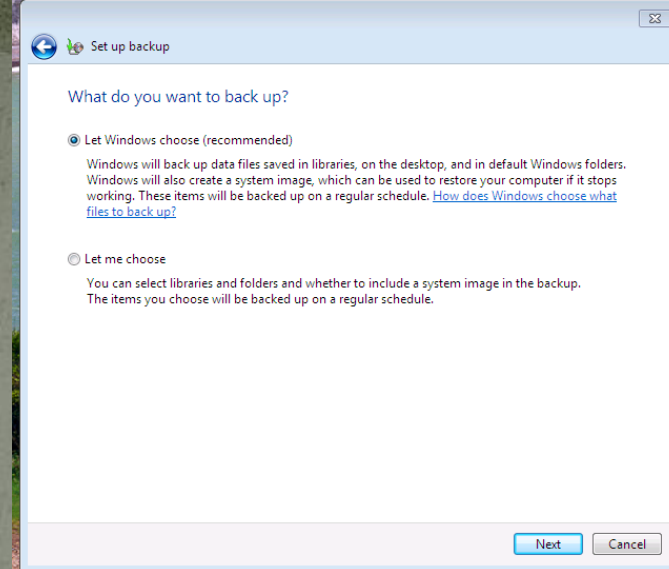 Set up backup
What do you want to back up?
Let Windows choose (recommended)
Windows will back up data files saved in libraries, on the desktop, and in default Windows folders.
Windows will also create a system image, which can be used to restore your computer if it stops
working. These items will be backed up on a regular schedule. How does Windows choose what
files to back up?
Let me choose
You can select libraries and folders and whether to include a system image in the backup.
The items you choose will be backed up on a regular schedule.
Next Cancel